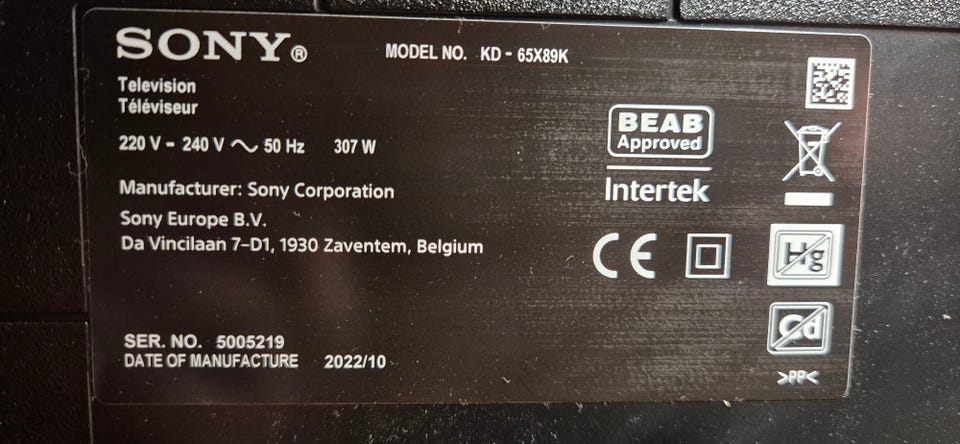 SONY®
MODEL NO. KD - 65X89K
Television
Téléviseur
220 V - 240 V ~ 50 Hz 307 W
BEAB
Approved
Intertek
Manufacturer: Sony Corporation
Sony Europe B.V.
Da Vincilaan 7-D1, 1930 Zaventem, Belgium
CE
Hg
Cd
SER. NO. 5005219
DATE OF MANUFACTURE 2022/10
>PP<